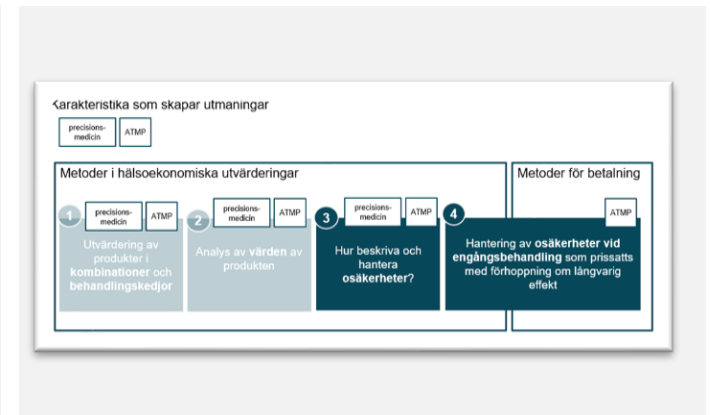 Karakteristika som skapar utmaningar
precisions-
medicin
ATMP
Metoder i hälsoekonomiska utvärderingar
Metoder för betalning
1
precisions-
medicin
ATMP
Utvärdering av
produkter i
kombinationer och
behandlingskedjor
2
precisions-
medicin
ATMP
Analys av värden av
produkten
3
precisions-
medicin
ATMP
Hur beskriva och
hantera
osäkerheter?
4
ATMP
Hantering av osäkerheter vid
engångsbehandling som prissatts
med förhoppning om långvarig
effekt